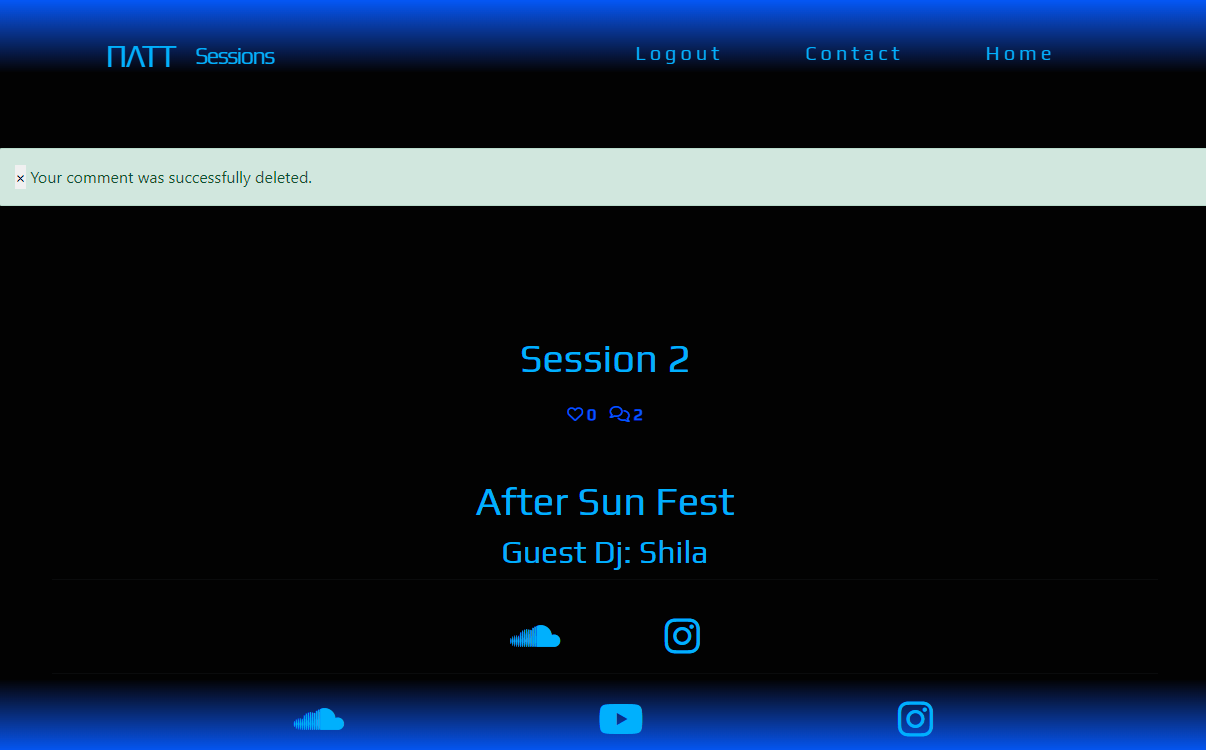 ΠΛTT Sessions Logout Contact Home
× Your comment was successfully deleted.
Session 2
0 2
After Sun Fest
Guest Dj: Shila